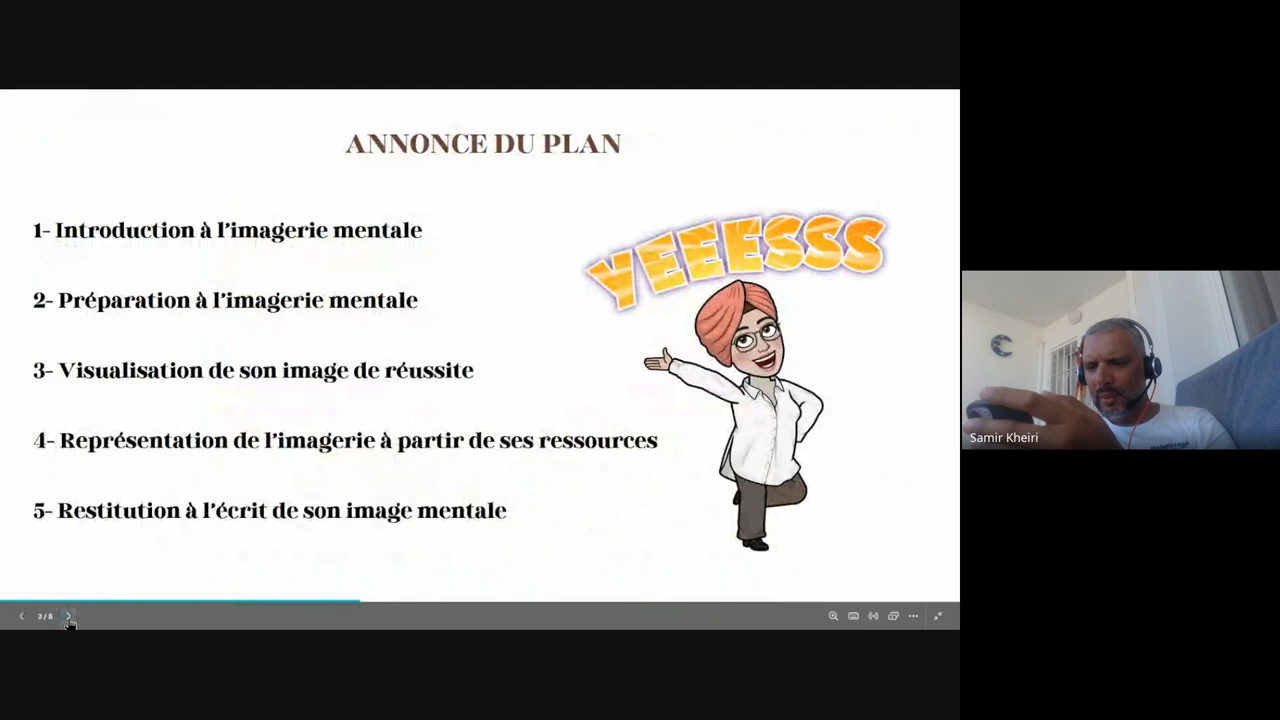 ANNONCE DU PLAN
1- Introduction à l'imagerie mentale
YEEESSS
2- Préparation à l'imagerie mentale
3- Visualisation de son image de réussite
4- Représentation de l'imagerie à partir de ses ressources
5- Restitution à l'écrit de son image mentale
3 / 8
Samir Kheiri